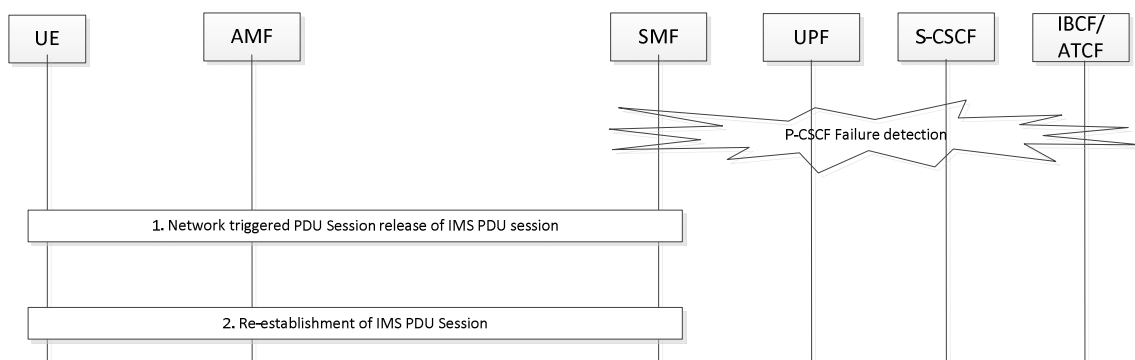 UE
AMF
SMF
UPF
S-CSCF
IBCF/
ATCF
P-CSCF Failure detection
1. Network triggered PDU Session release of IMS PDU session
2. Re-establishment of IMS PDU Session